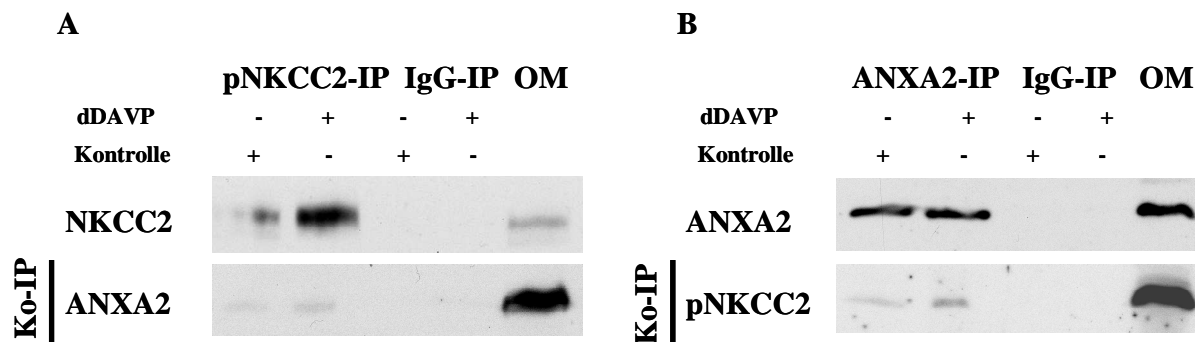 A
pNKCC2-IP IgG-IP OM
dDAVP - + - +
Kontrolle + - + -
NKCC2
Ko-IP
ANXA2
B
ANXA2-IP IgG-IP OM
dDAVP - + - +
Kontrolle + - + -
ANXA2
Ko-IP
pNKCC2